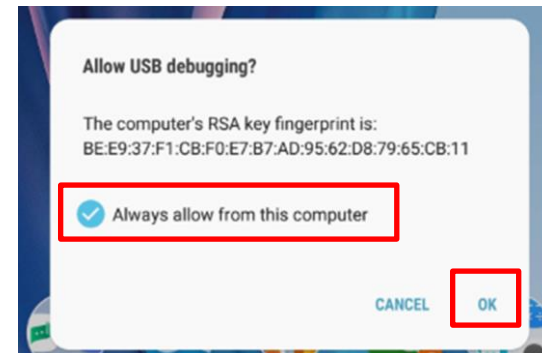 Allow USB debugging?
The computer's RSA key fingerprint is:
BE:E9:37:F1:CB:F0:E7:B7:AD:95:62:D8:79:65:CB:11
Always allow from this computer
CANCEL OK